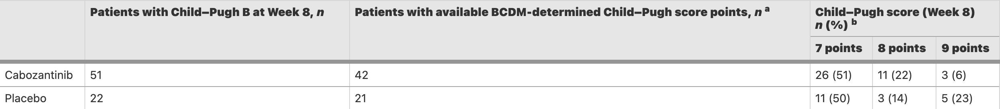 Patients with Child–Pugh B at Week 8, n
Patients with available BCDM-determined Child–Pugh score points, n a
Child–Pugh score (Week 8)
n (%) b
7 points
8 points
9 points
Cabozantinib 51 42 26 (51) 11 (22) 3 (6)
Placebo 22 21 11 (50) 3 (14) 5 (23)